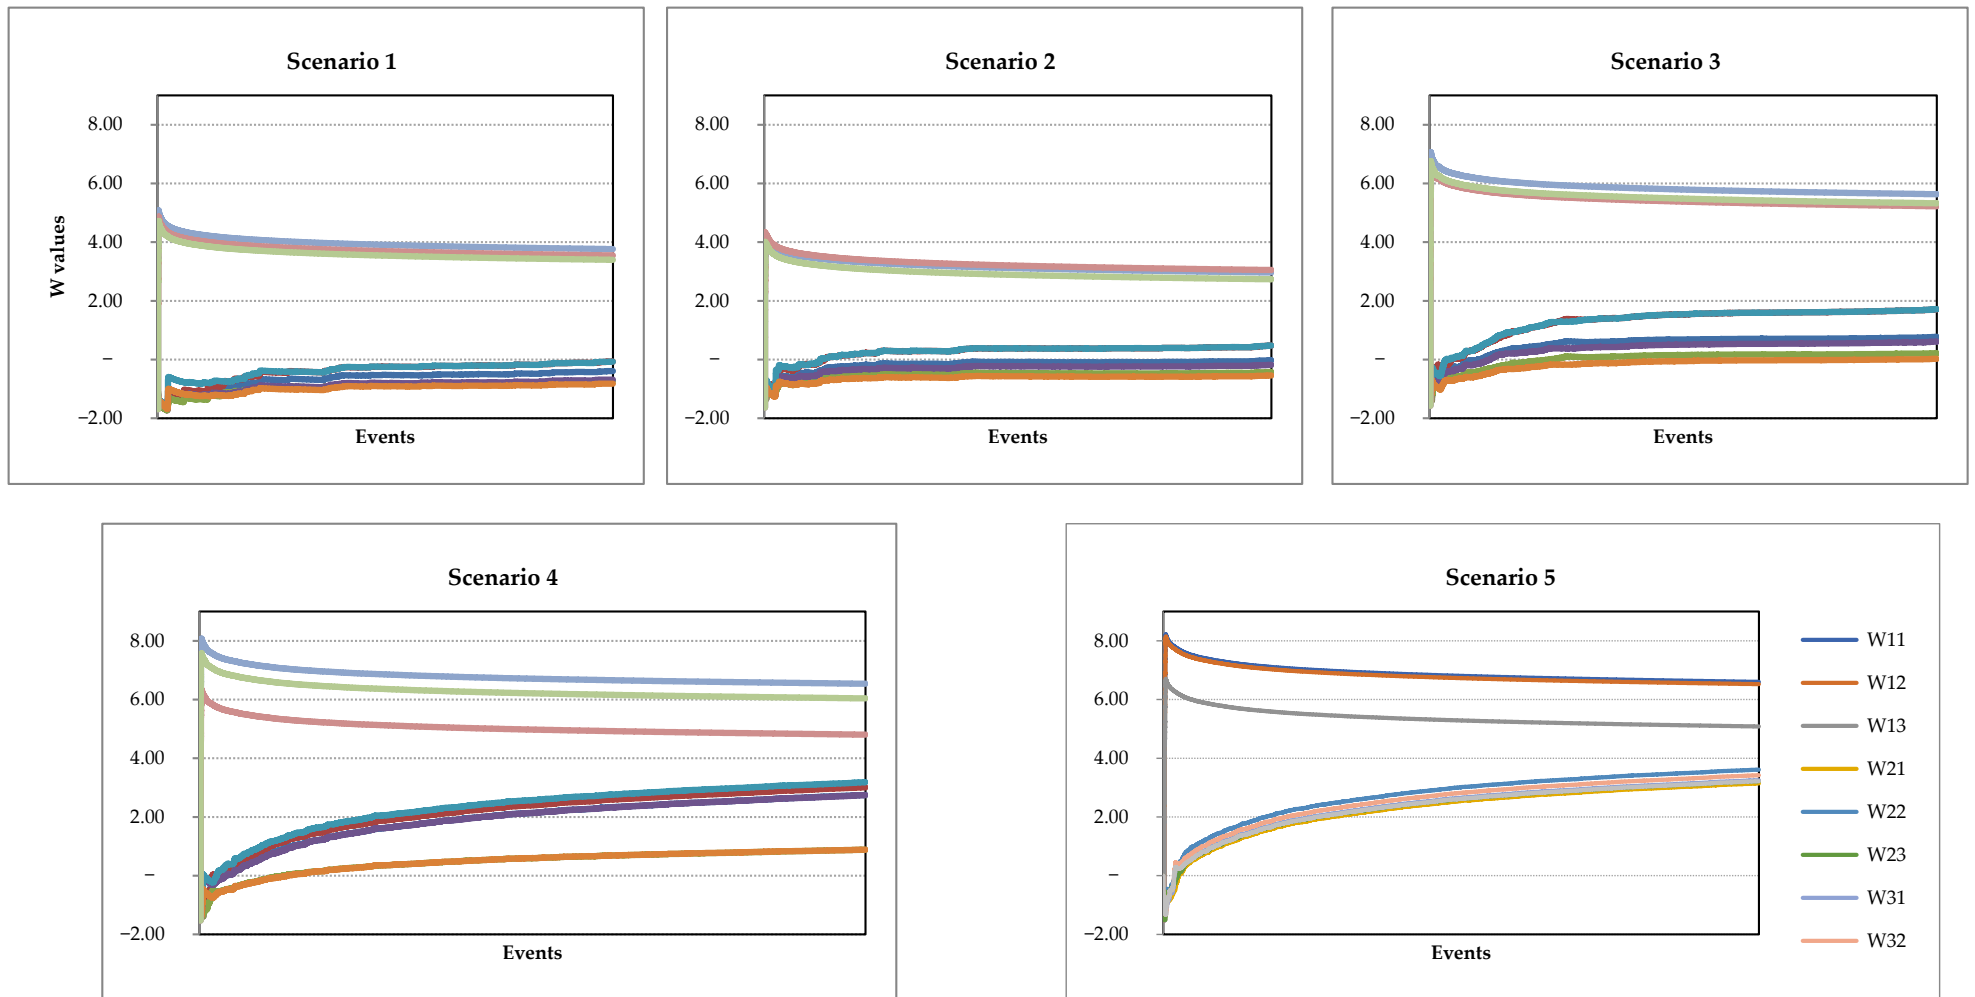 Scenario 1
8.00
6.00
4.00
2.00
–
−2.00
W values
Events
Scenario 2
8.00
6.00
4.00
2.00
–
−2.00
Events
Scenario 3
8.00
6.00
4.00
2.00
–
−2.00
Events
Scenario 4
8.00
6.00
4.00
2.00
–
−2.00
Events
Scenario 5
8.00
6.00
4.00
2.00
–
−2.00
Events
W11
W12
W13
W21
W22
W23
W31
W32